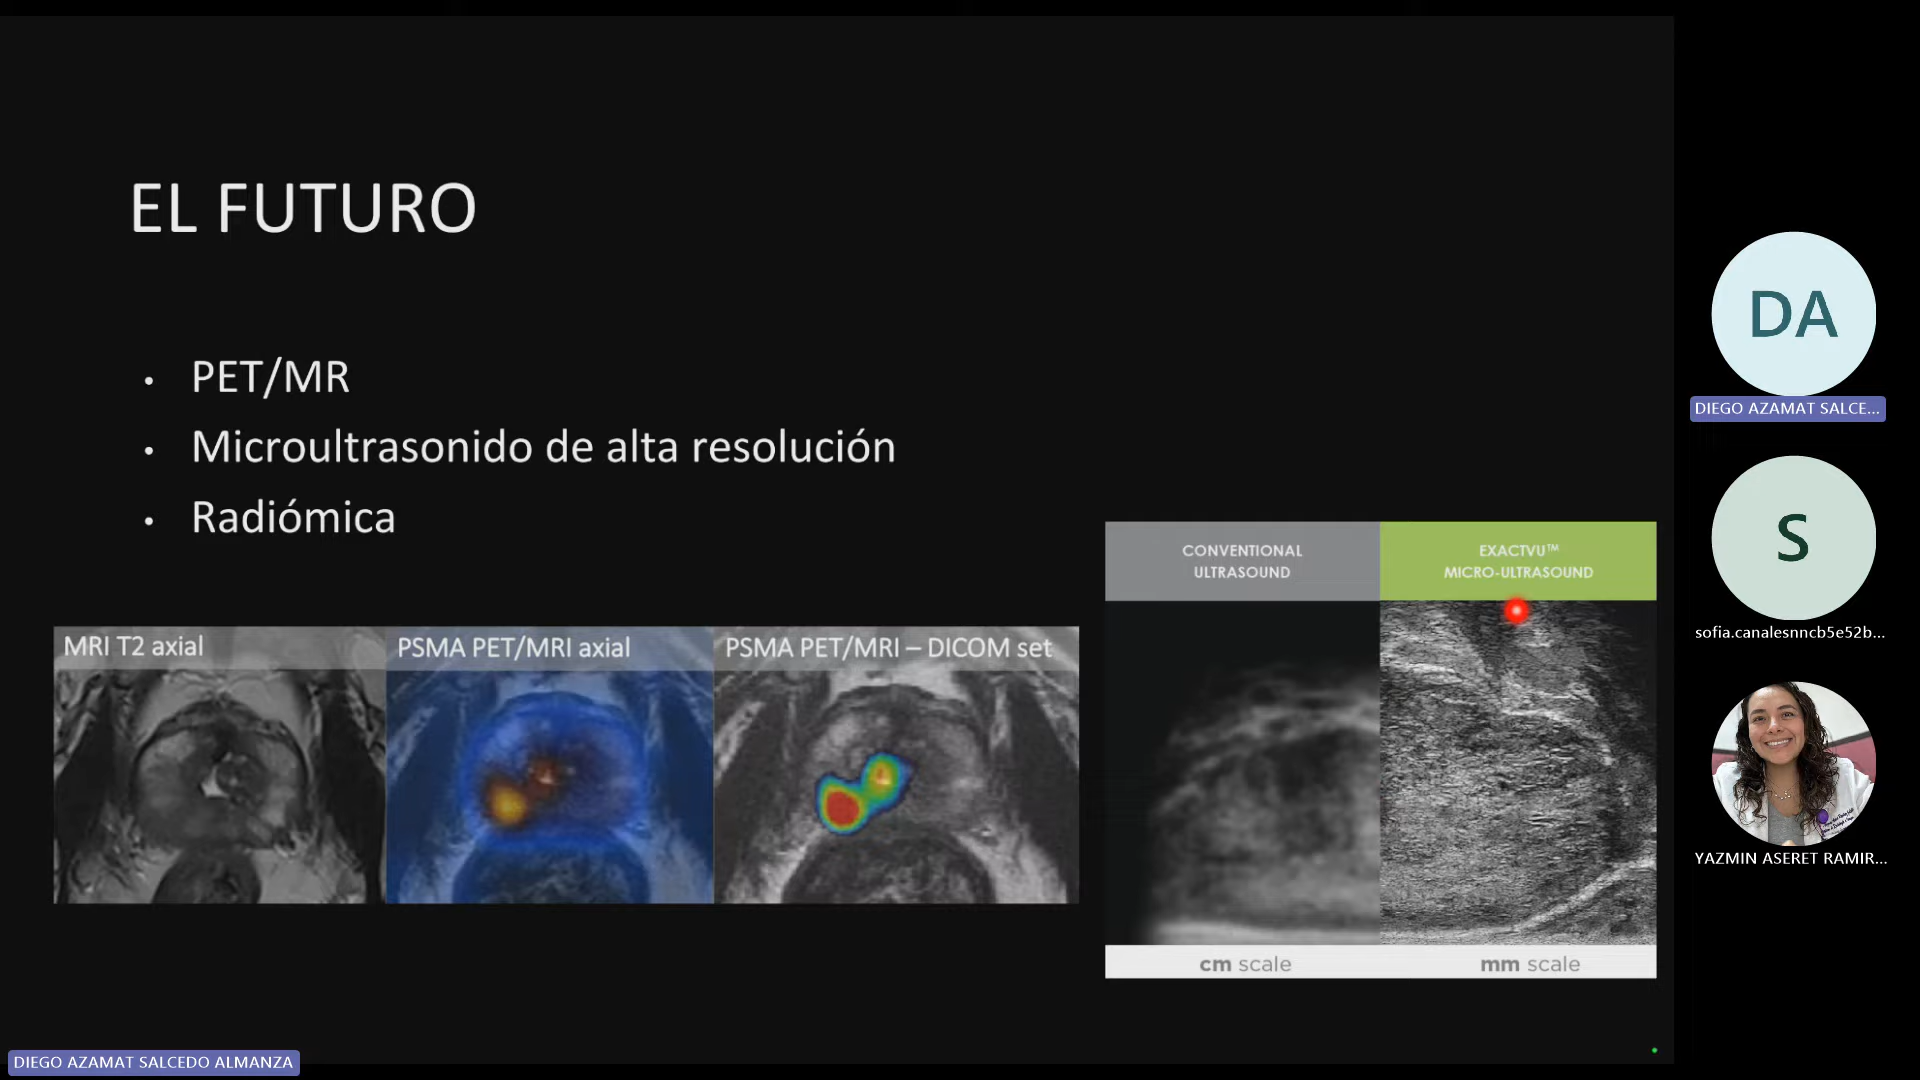 EL FUTURO
• PET/MR
• Microultrasonido de alta resolución
• Radiómica
MRI T2 axial
PSMA PET/MRI axial
PSMA PET/MRI – DICOM set
CONVENTIONAL
ULTRASOUND
EXACTVU™
MICRO-ULTRASOUND
cm scale
mm scale
DA
DIEGO AZAMAT SALCE...
S
sofia.canalesnncb5e52b...
YAZMIN ASERET RAMIR...
DIEGO AZAMAT SALCEDO ALMANZA